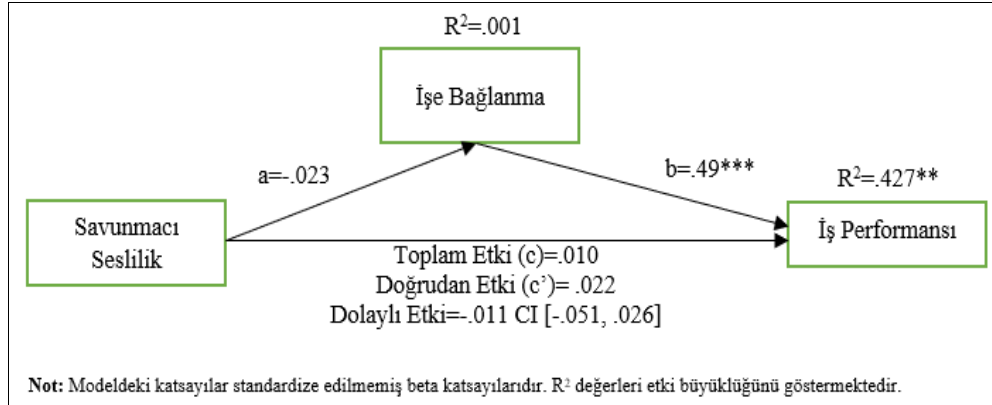 R²=.001
İşe Bağlanma
a=-.023
b=.49***
R²=.427**
Savunmacı
Seslilik
İş Performansı
Toplam Etki (c)=.010
Doğrudan Etki (c’)= .022
Dolaylı Etki=-.011 CI [-.051, .026]
Not: Modeldeki katsayılar standardize edilmemiş beta katsayılarıdır. R² değerleri etki büyüklüğünü göstermektedir.